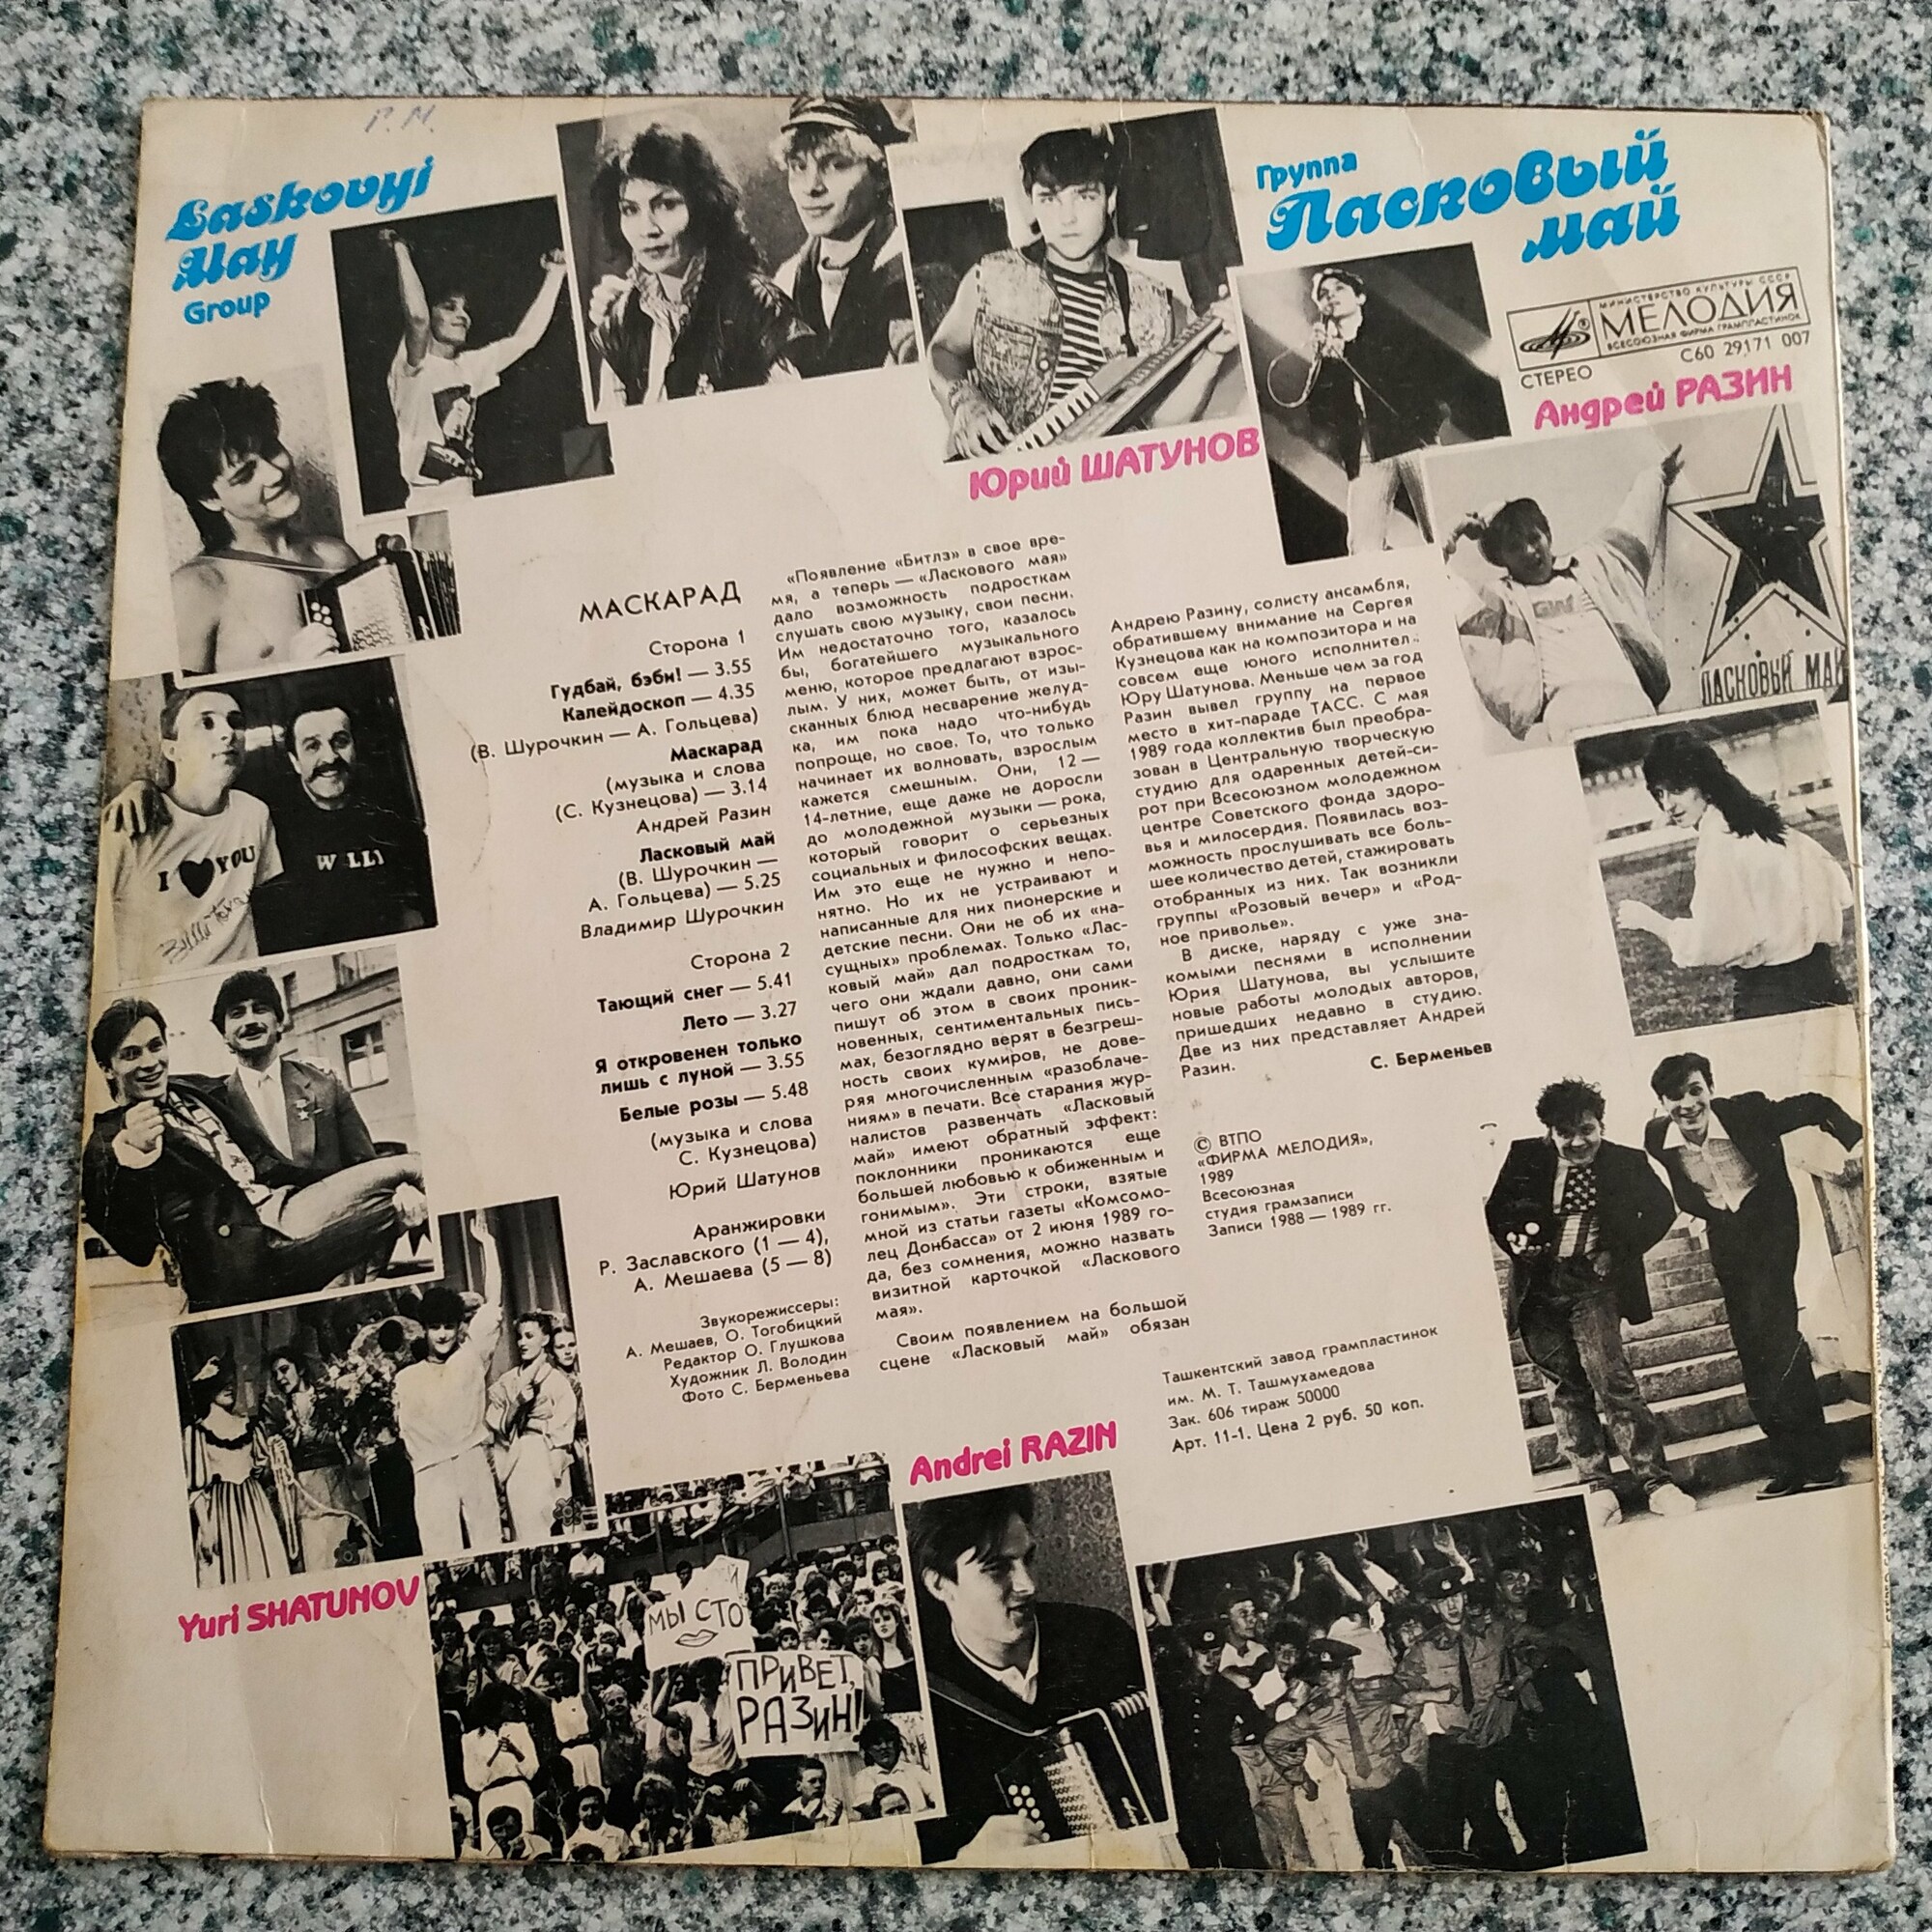 Г. М.
Laskovyi
May
Group
Группа
Ласковый
май
МИНИСТЕРСТВО КУЛЬТУРЫ СССР
МЕЛОДИЯ
ВСЕСОЮЗНАЯ ФИРМА ГРАМПЛАСТИНОК
С60 29171 007
СТЕРЕО
Андрей РАЗИН
Юрий ШАТУНОВ
ЛАСКОВЫЙ МАЙ
МАСКАРАД
Сторона 1
Гудбай, бэби! — 3.55
Калейдоскоп — 4.35
(В. Шурочкин — А. Гольцева)
Маскарад
(музыка и слова
(С. Кузнецова) — 3.14
Андрей Разин
Ласковый май
(В. Шурочкин —
А. Гольцева) — 5.25
Владимир Шурочкин
Сторона 2
Тающий снег — 5.41
Лето — 3.27
Я откровенен только
лишь с луной — 3.55
Белые розы — 5.48
(музыка и слова
С. Кузнецова)
Юрий Шатунов
Аранжировки
Р. Заславского (1 — 4),
А. Мешаева (5 — 8)
Звукорежиссеры:
А. Мешаев, О. Тогобицкий
Редактор О. Глушкова
Художник Л. Володин
Фото С. Берменьева
«Появление «Битлз» в свое вре-
мя, а теперь — «Ласкового мая»
дало возможность подросткам
слушать свою музыку, свои песни.
Им недостаточно того, казалось
бы, богатейшего музыкального
меню, которое предлагают взрос-
лым. У них, может быть, от изы-
сканных блюд несварение желуд-
ка, им пока надо что-нибудь
попроще, но свое. То, что только
начинает их волновать, взрослым
кажется смешным. Они, 12 —
14-летние, еще даже не доросли
до молодежной музыки — рока,
который говорит о серьезных
социальных и философских вещах.
Им это еще не нужно и непо-
нятно. Но их не устраивают и
написанные для них пионерские и
детские песни. Они не об их «на-
сущных» проблемах. Только «Лас-
ковый май» дал подросткам то,
чего они ждали давно, они сами
пишут об этом в своих проник-
новенных, сентиментальных пись-
мах, безоглядно верят в безгреш-
ность своих кумиров, не дове-
ряя многочисленным «разоблаче-
ниям» в печати. Все старания жур-
налистов развенчать «Ласковый
май» имеют обратный эффект:
поклонники проникаются еще
большей любовью к обиженным и
гонимым». Эти строки, взятые
мной из статьи газеты «Комсомо-
лец Донбасса» от 2 июня 1989 го-
да, без сомнения, можно назвать
визитной карточкой «Ласкового
мая».
Своим появлением на большой
сцене «Ласковый май» обязан
Андрею Разину, солисту ансамбля,
обратившему внимание на Сергея
Кузнецова как на композитора и на
совсем еще юного исполнител
Юру Шатунова. Меньше чем за год
Разин вывел группу на первое
место в хит-параде ТАСС. С мая
1989 года коллектив был преобра-
зован в Центральную творческую
студию для одаренных детей-си-
рот при Всесоюзном молодежном
центре Советского фонда здоро-
вья и милосердия. Появилась воз-
можность прослушивать все боль-
шее количество детей, стажировать
отобранных из них. Так возникли
группы «Розовый вечер» и «Род-
ное приволье».
В диске, наряду с уже зна-
комыми песнями в исполнении
Юрия Шатунова, вы услышите
новые работы молодых авторов,
пришедших недавно в студию.
Две из них представляет Андрей
Разин.
С. Берменьев
© ВТПО
«ФИРМА МЕЛОДИЯ»,
1989
Всесоюзная
студия грамзаписи
Записи 1988 — 1989 гг.
Ташкентский завод грампластинок
им. М. Т. Ташмухамедова
Зак. 606 тираж 50000
Арт. 11-1. Цена 2 руб. 50 коп.
I YOU
Andrei RAZIN
Yuri SHATUNOV
МЫ СТО
ПРИВЕТ,
РАЗИН!